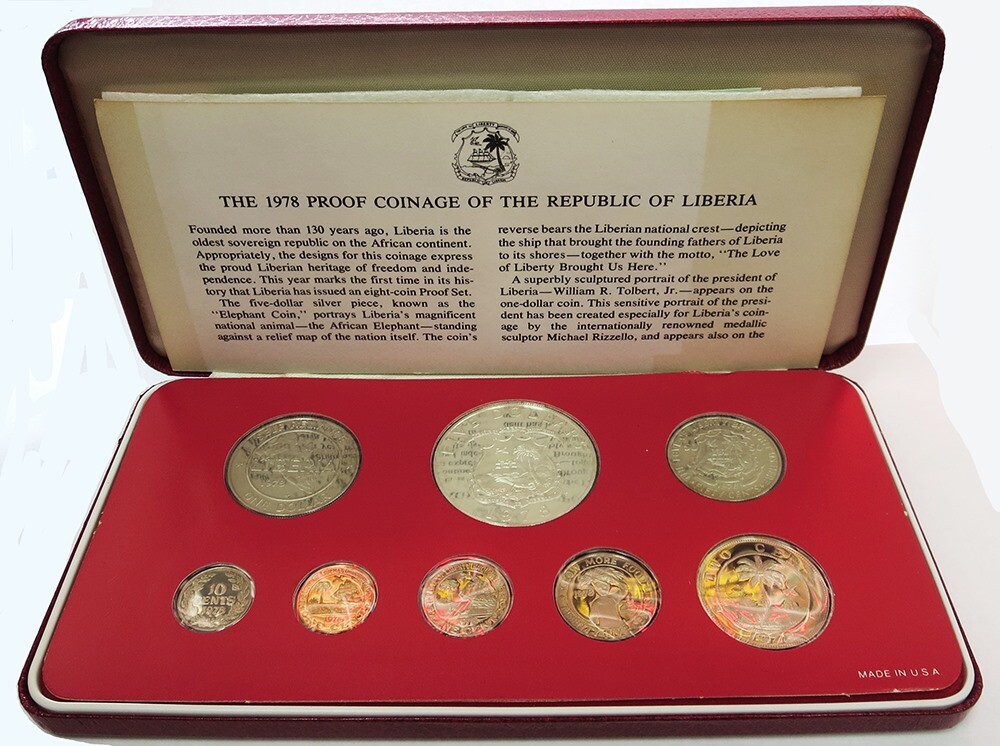 THE 1978 PROOF COINAGE OF THE REPUBLIC OF LIBERIA
Founded more than 130 years ago, Liberia is the
oldest sovereign republic on the African continent.
Appropriately, the designs for this coinage express
the proud Liberian heritage of freedom and inde-
pendence. This year marks the first time in its his-
tory that Liberia has issued an eight-coin Proof Set.
The five-dollar silver piece, known as the
"Elephant Coin," portrays Liberia's magnificent
national animal—the African Elephant—standing
against a relief map of the nation itself. The coin's
reverse bears the Liberian national crest—depicting
the ship that brought the founding fathers of Liberia
to its shores—together with the motto, "The Love
of Liberty Brought Us Here."
A superbly sculptured portrait of the president of
Liberia—William R. Tolbert, Jr.—appears on the
one-dollar coin. This sensitive portrait of the presi-
dent has been created especially for Liberia's coin-
age by the internationally renowned medallic
sculptor Michael Rizzello, and appears also on the
LIBERIA
ONE DOLLAR
1978
10
CENTS
1978
MORE
MADE IN U.S.A.